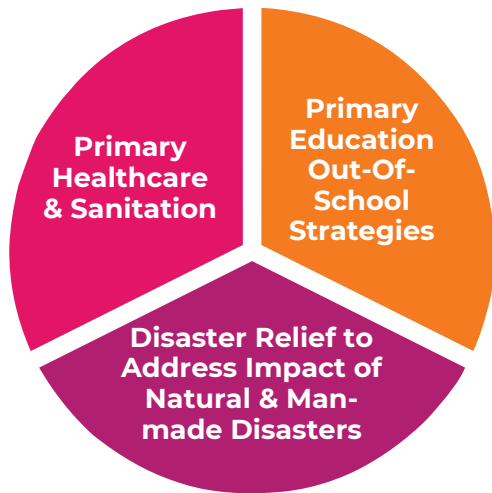 Primary
Healthcare
& Sanitation
Primary
Education
Out-Of-
School
Strategies
Disaster Relief to
Address Impact of
Natural & Man-
made Disasters